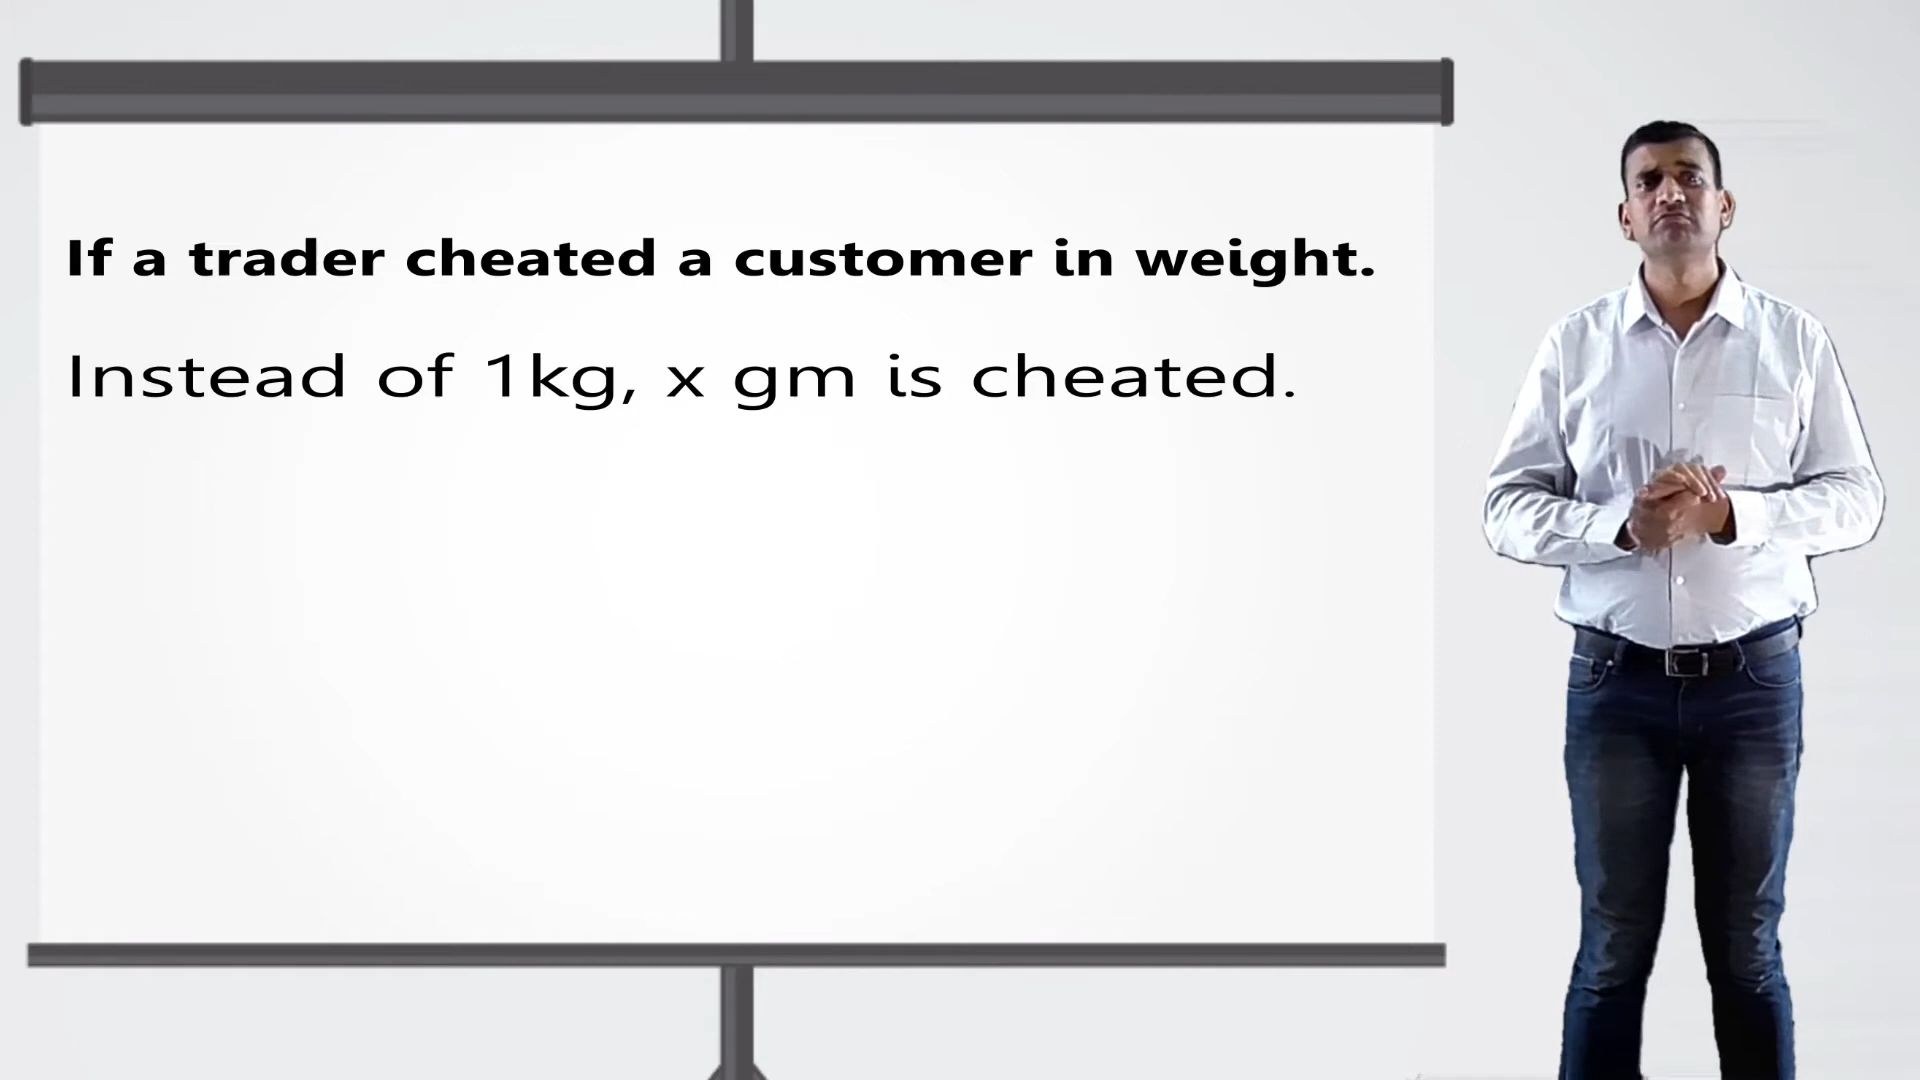 If a trader cheated a customer in weight.
Instead of 1kg, x gm is cheated.